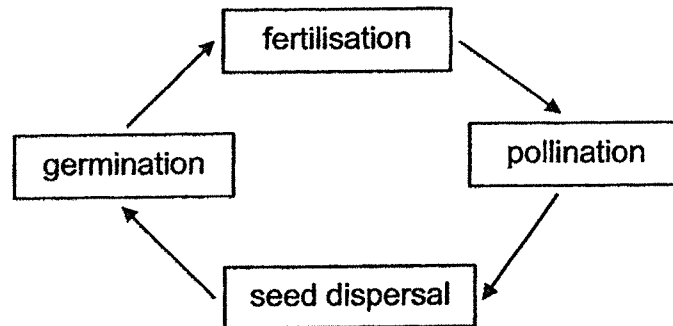 fertilisation
germination
pollination
seed dispersal